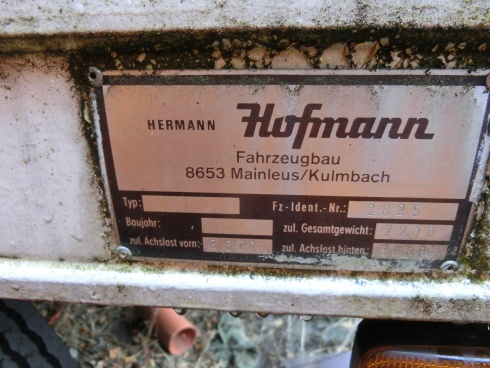 HERMANN Hofmann
Fahrzeugbau
8653 Mainleus/Kulmbach
Typ: Fz-Ident.-Nr.: 2825
Baujahr: zul. Gesamtgewicht:
zul. Achslast vorn: zul. Achslast hinten: